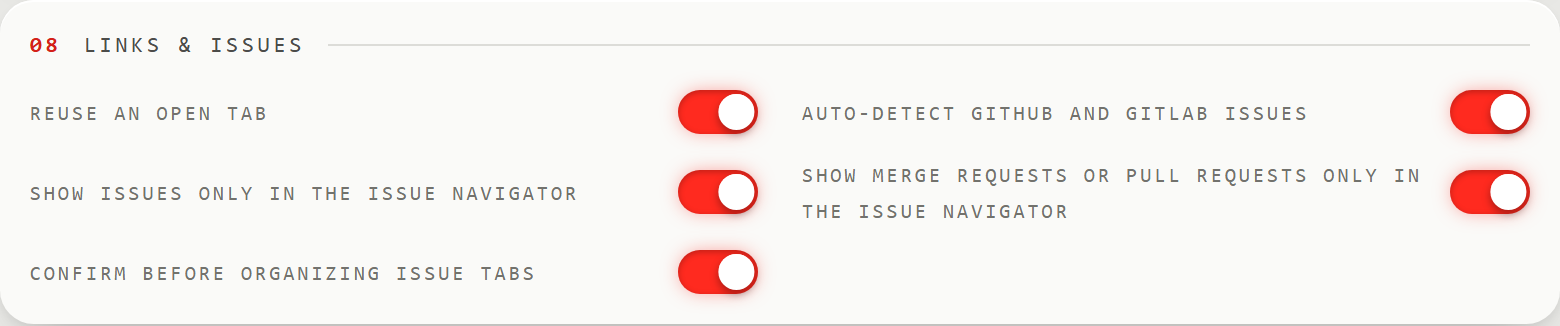 08 LINKS & ISSUES
REUSE AN OPEN TAB
AUTO-DETECT GITHUB AND GITLAB ISSUES
SHOW ISSUES ONLY IN THE ISSUE NAVIGATOR
SHOW MERGE REQUESTS OR PULL REQUESTS ONLY IN
THE ISSUE NAVIGATOR
CONFIRM BEFORE ORGANIZING ISSUE TABS